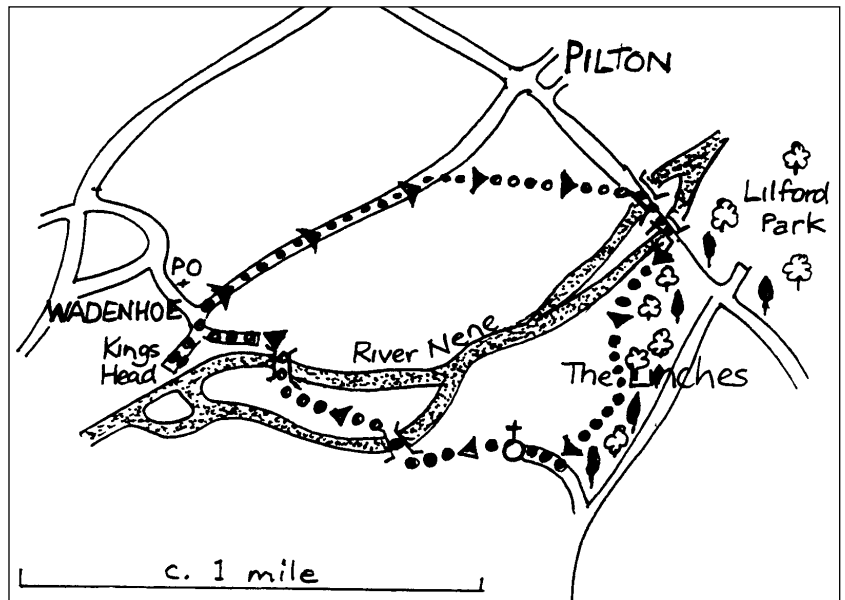 PILTON
Lilford
Park
PO
WADENHOE
Kings
Head
River Nene
The Linches
c. 1 mile